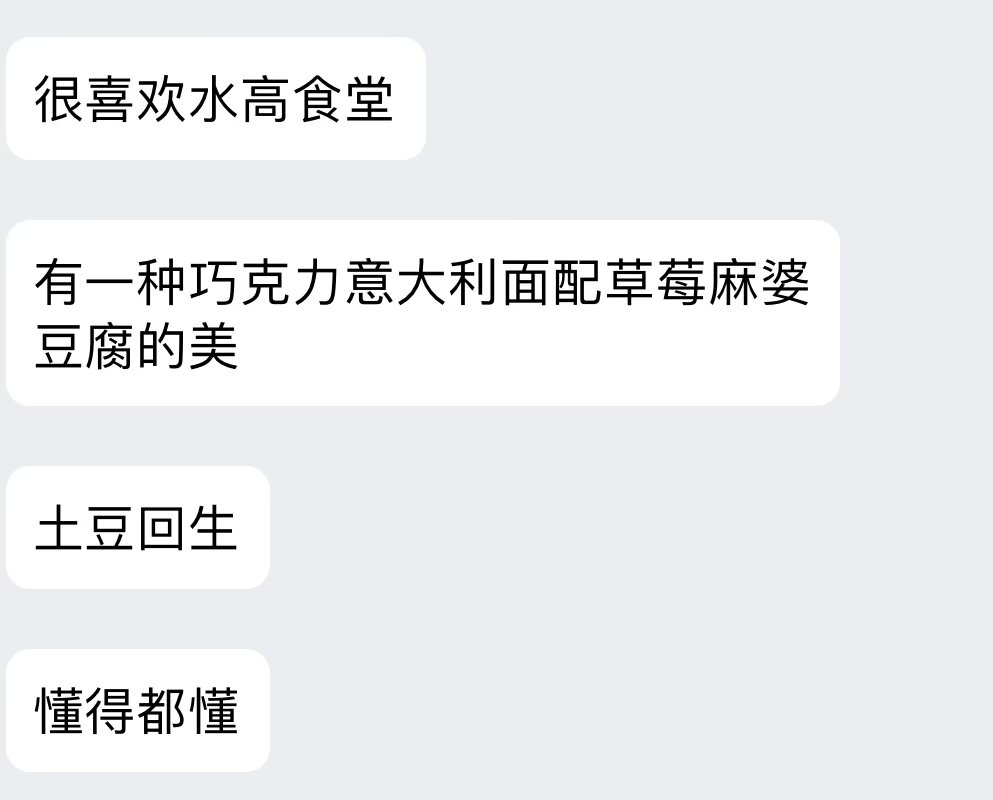 很喜欢水高食堂
有一种巧克力意大利面配草莓麻婆
豆腐的美
土豆回生
懂得都懂